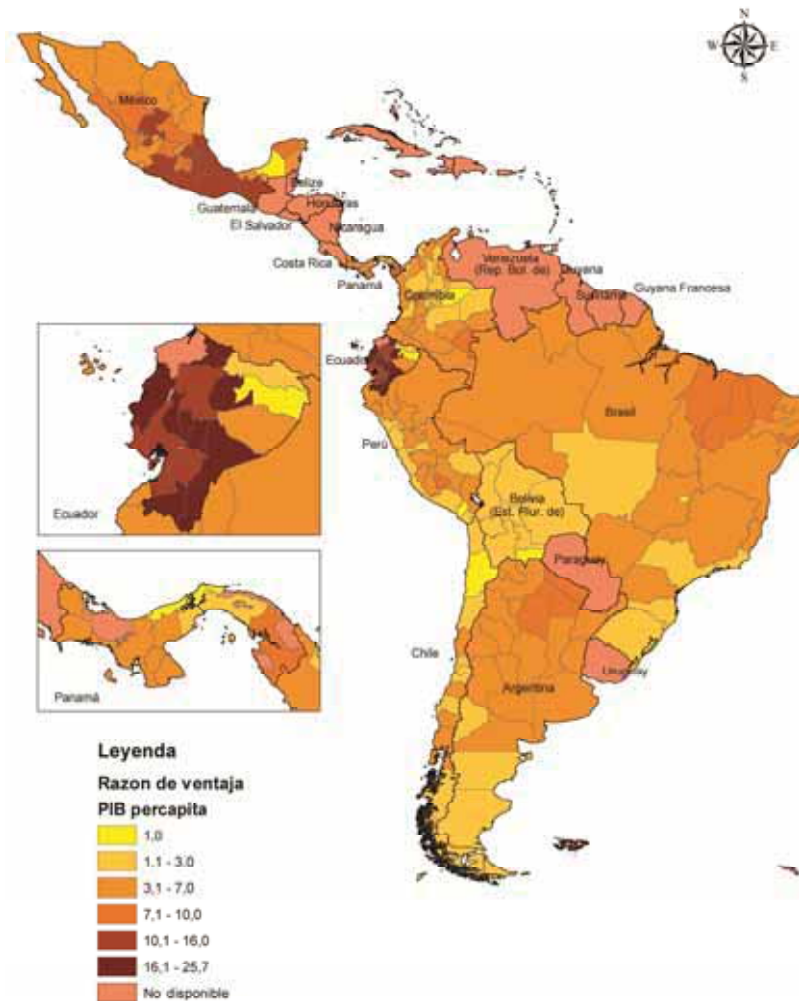 N
W E
S
México
Belize
Honduras
Guatemala
El Salvador
Nicaragua
Costa Rica
Panamá
Venezuela
(Rep. Bol. de)
Guyana
Suriname
Guyana Francesa
Colombia
Ecuador
Brasil
Perú
Bolivia
(Est. Plur. de)
Paraguay
Chile
Uruguay
Argentina
Ecuador
Panamá
Leyenda
Razon de ventaja
PIB percapita
1,0
1.1 - 3.0
3,1 - 7,0
7,1 - 10,0
10,1 - 16,0
16,1 - 25,7
No disponible